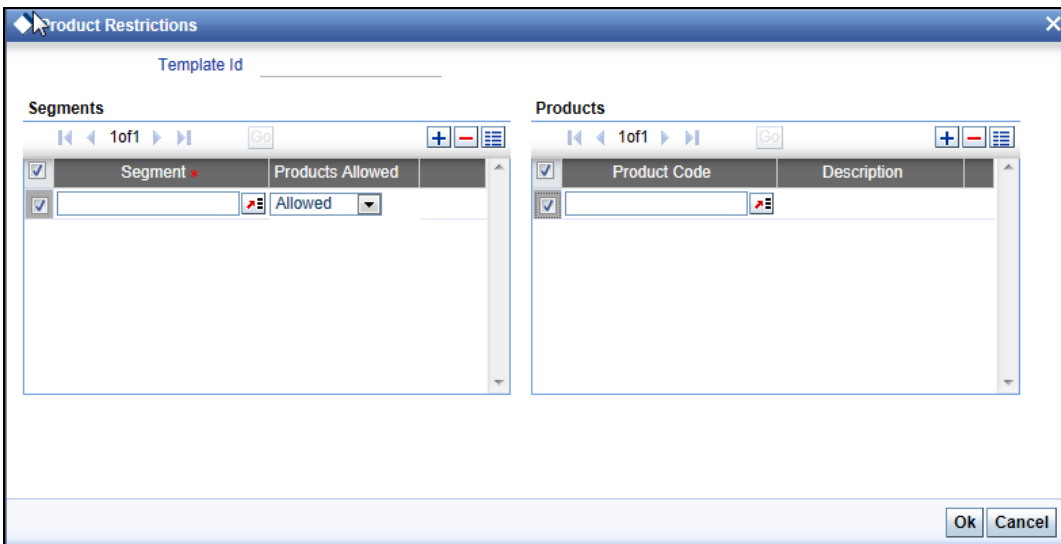 Product Restrictions
Template Id
Segments
1of1
Go
Segment *
Products Allowed
Allowed
Products
1of1
Go
Product Code
Description
Ok
Cancel